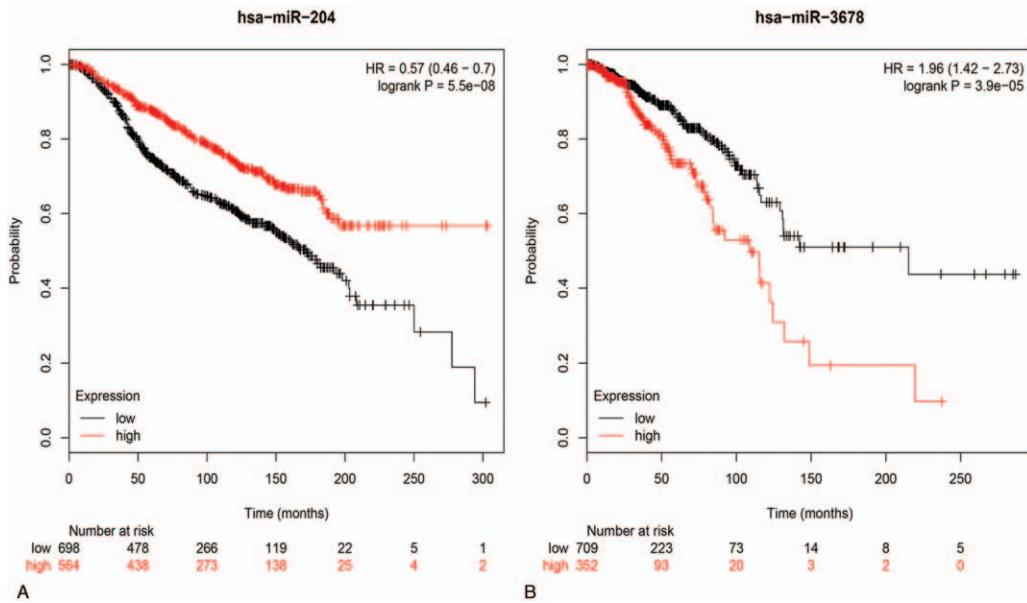 hsa-miR-204
HR = 0.57 (0.46 - 0.7)
logrank P = 5.5e-08
Probability
1.0
0.8
0.6
0.4
0.2
0.0
Expression
low
high
0 50 100 150 200 250 300
Time (months)
Number at risk
low 698 478 266 119 22 5 1
high 564 438 273 138 25 4 2
A
hsa-miR-3678
HR = 1.96 (1.42 - 2.73)
logrank P = 3.9e-05
Probability
1.0
0.8
0.6
0.4
0.2
0.0
Expression
low
high
0 50 100 150 200 250
Time (months)
Number at risk
low 709 223 73 14 8 5
high 352 93 20 3 2 0
B